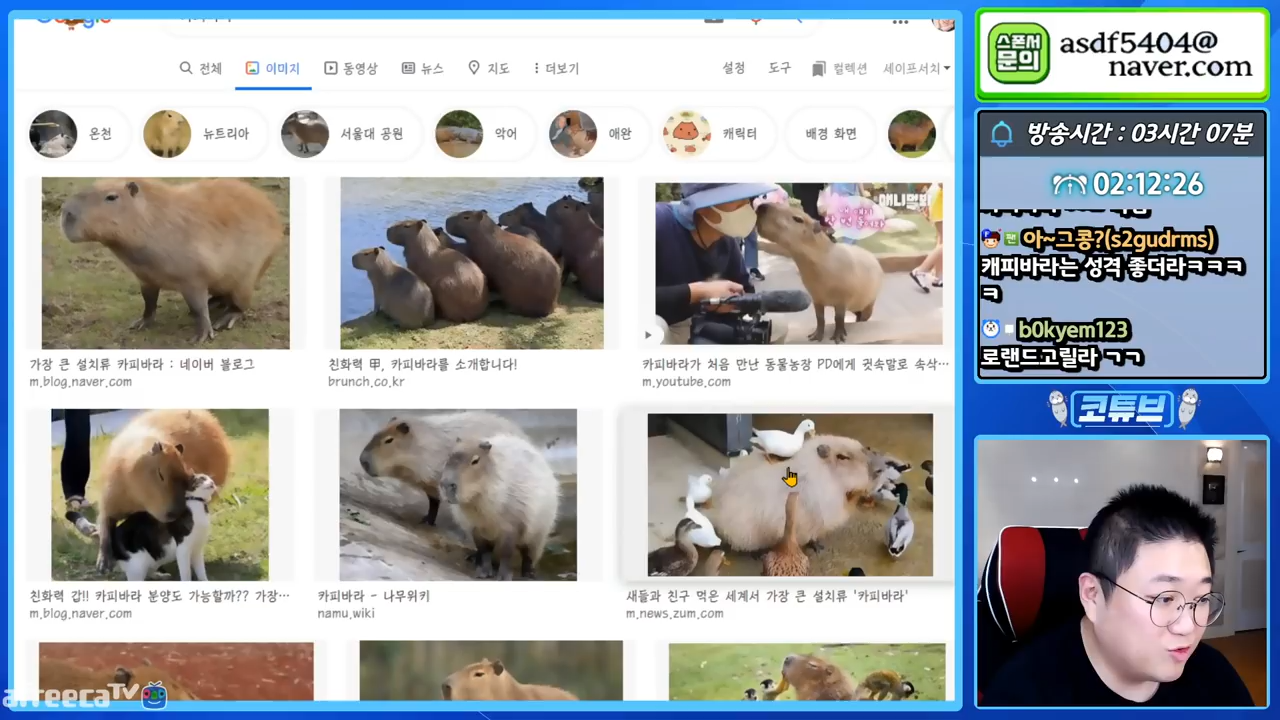 전체
이미지
동영상
뉴스
지도
더보기
설정
도구
컬렉션
세이프서치
온천
뉴트리아
서울대 공원
악어
애완
캐릭터
배경 화면
가장 큰 설치류 카피바라 : 네이버 블로그
m.blog.naver.com
친화력 甲, 카피바라를 소개합니다!
brunch.co.kr
카피바라가 처음 만난 동물농장 PD에게 귓속말로 속삭…
m.youtube.com
친화력 갑!! 카피바라 분양도 가능할까?? 가장…
m.blog.naver.com
카피바라 - 나무위키
namu.wiki
새들과 친구 먹은 세계서 가장 큰 설치류 '카피바라'
m.news.zum.com
afreecaTV
스폰서
문의
asdf5404@
naver.com
방송시간 : 03시간 07분
02:12:26
팬 아~그콩?(s2gudrms)
캐피바라는 성격 좋더라ㅋㅋㅋ
ㅋ
b0kyem123
로랜드고릴라 ㄱㄱ
코튜브